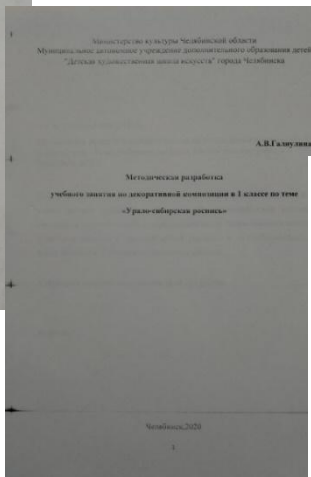 Министерство культуры Челябинской области
Муниципальное автономное учреждение дополнительного образования детей
"Детская художественная школа искусств" города Челябинска
А.В.Галиулина
Методическая разработка
учебного занятия по декоративной композиции в 1 классе по теме
«Урало-сибирская роспись»
Челябинск,2020
1